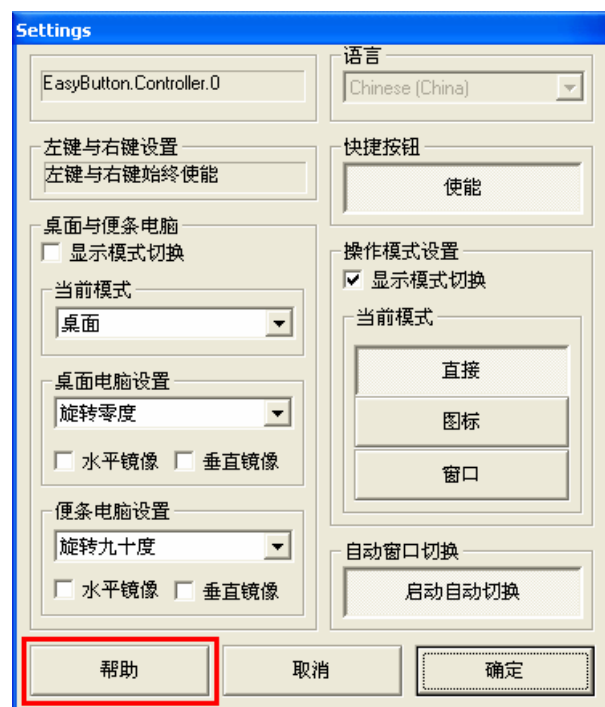 Settings
EasyButton.Controller.0
语言
Chinese (China)
左键与右键设置
左键与右键始终使能
快捷按钮
使能
桌面与便条电脑
显示模式切换
当前模式
桌面
桌面电脑设置
旋转零度
水平镜像 垂直镜像
便条电脑设置
旋转九十度
水平镜像 垂直镜像
操作模式设置
显示模式切换
当前模式
直接
图标
窗口
自动窗口切换
启动自动切换
帮助 取消 确定